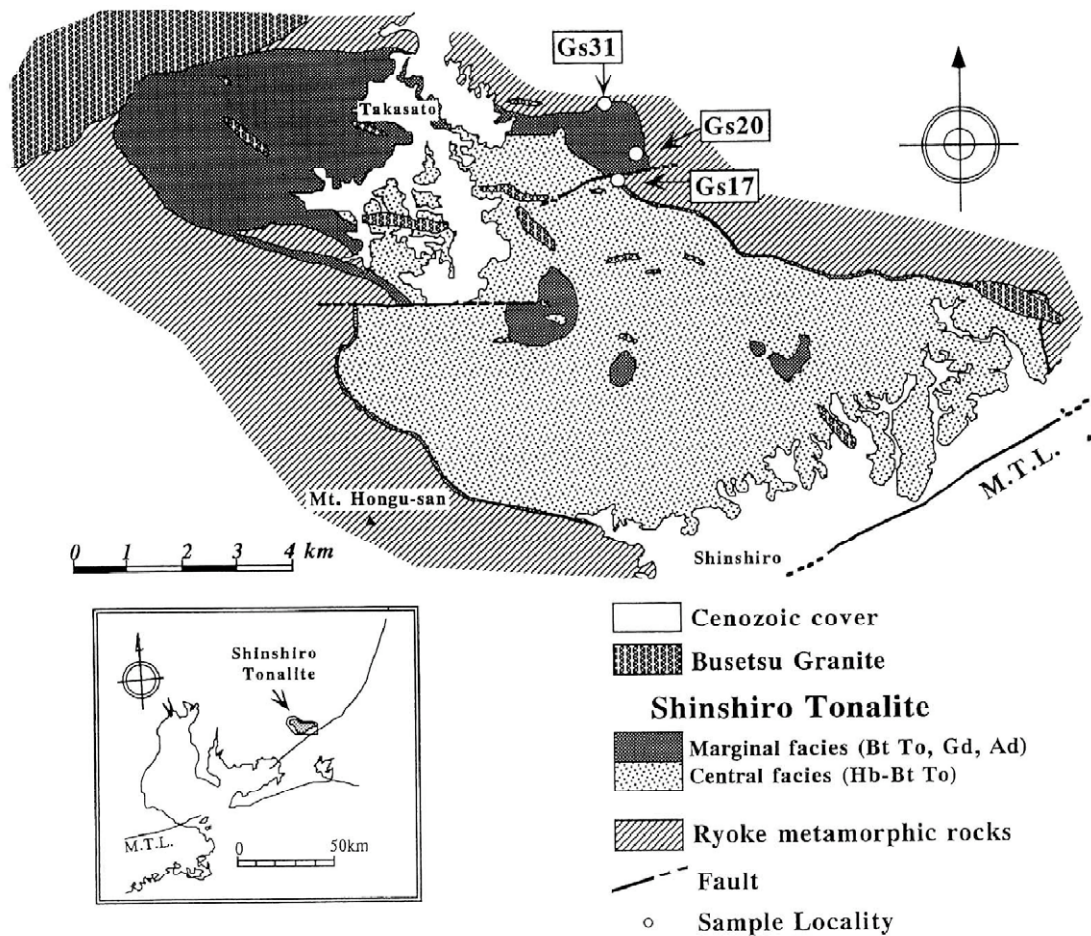 Gs31
Takasato
Gs20
Gs17
Mt. Hongu-san
M.T.L.
Shinshiro
0 1 2 3 4 km
Shinshiro
Tonalite
M.T.L.
0 50km
Cenozoic cover
Busetsu Granite
Shinshiro Tonalite
Marginal facies (Bt To, Gd, Ad)
Central facies (Hb-Bt To)
Ryoke metamorphic rocks
Fault
Sample Locality